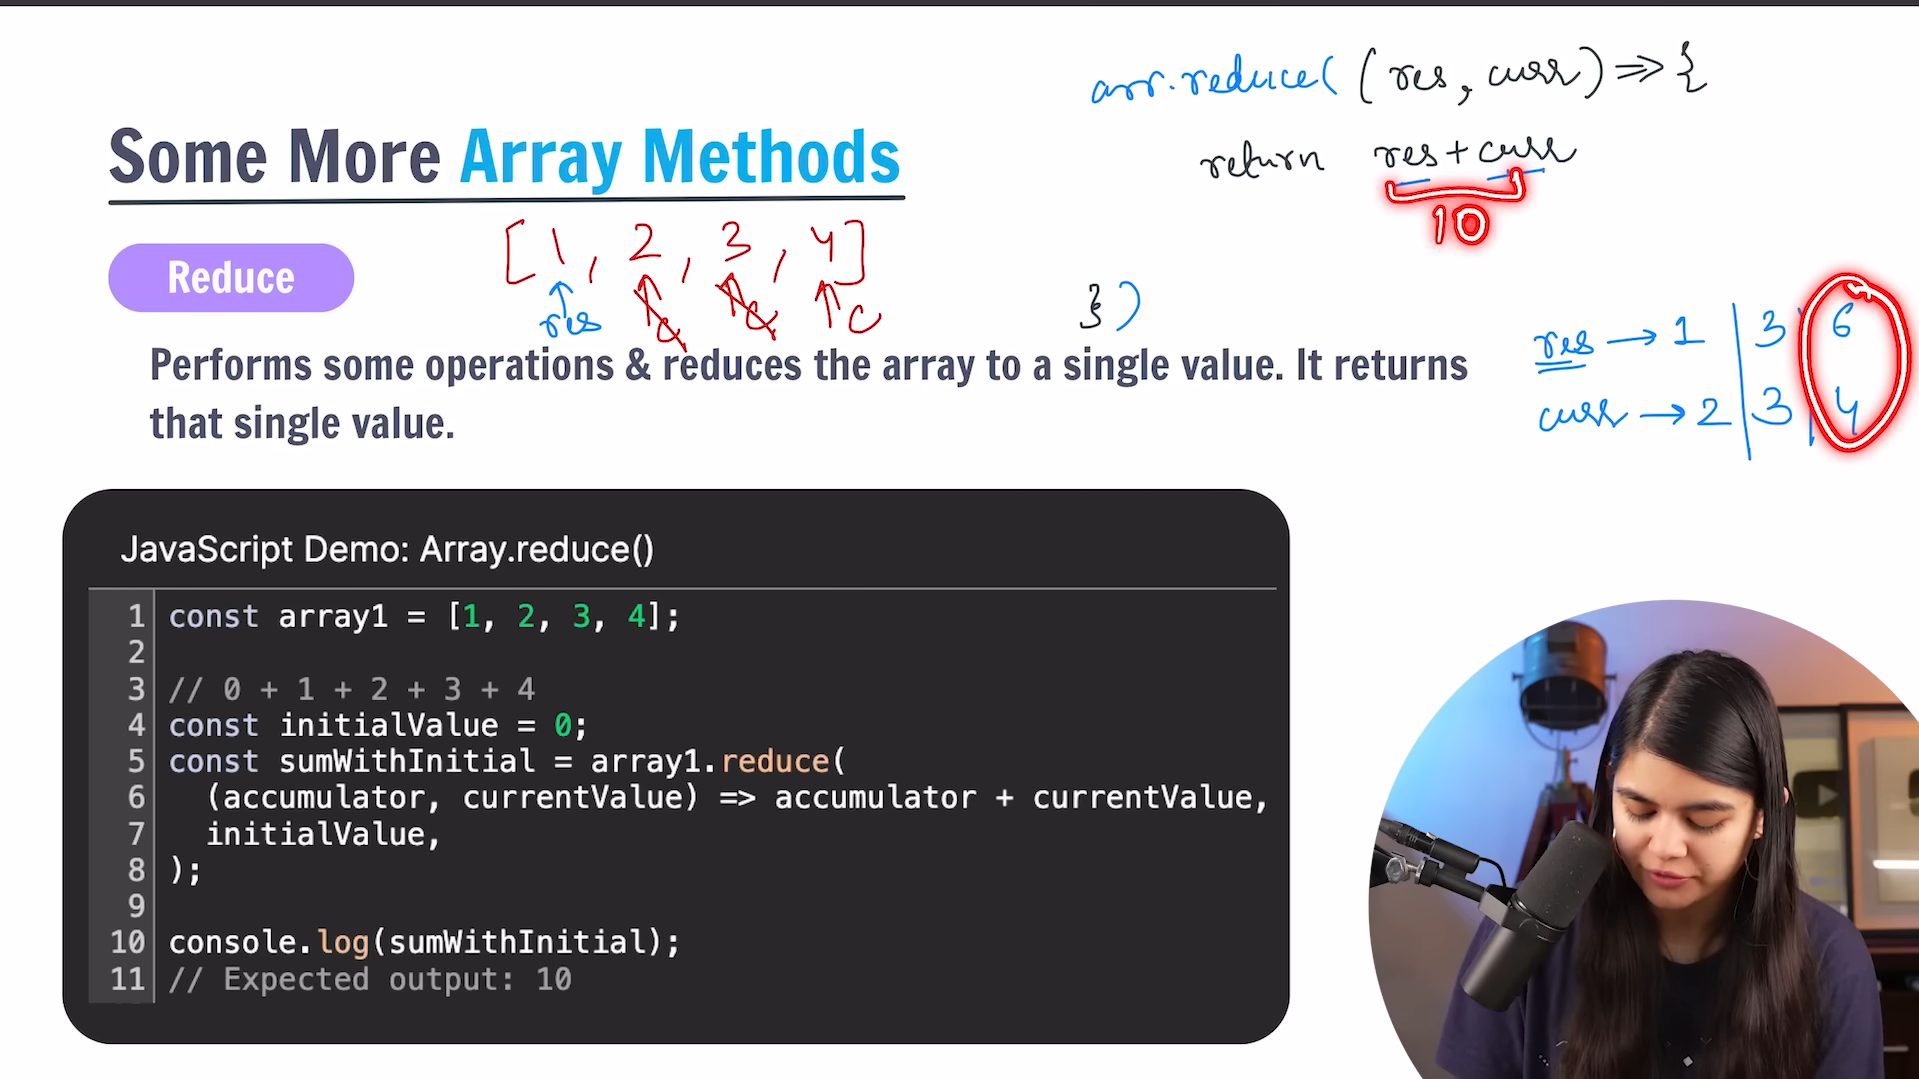 arr.reduce( (res, curr) => {
return res + curr
10
Some More Array Methods
[1, 2, 3, 4]
Reduce
res c c c
})
res → 1 | 3 | 6
curr → 2 | 3 | 4
Performs some operations & reduces the array to a single value. It returns
that single value.
JavaScript Demo: Array.reduce()
1 const array1 = [1, 2, 3, 4];
2
3 // 0 + 1 + 2 + 3 + 4
4 const initialValue = 0;
5 const sumWithInitial = array1.reduce(
6 (accumulator, currentValue) => accumulator + currentValue,
7 initialValue,
8 );
9
10 console.log(sumWithInitial);
11 // Expected output: 10